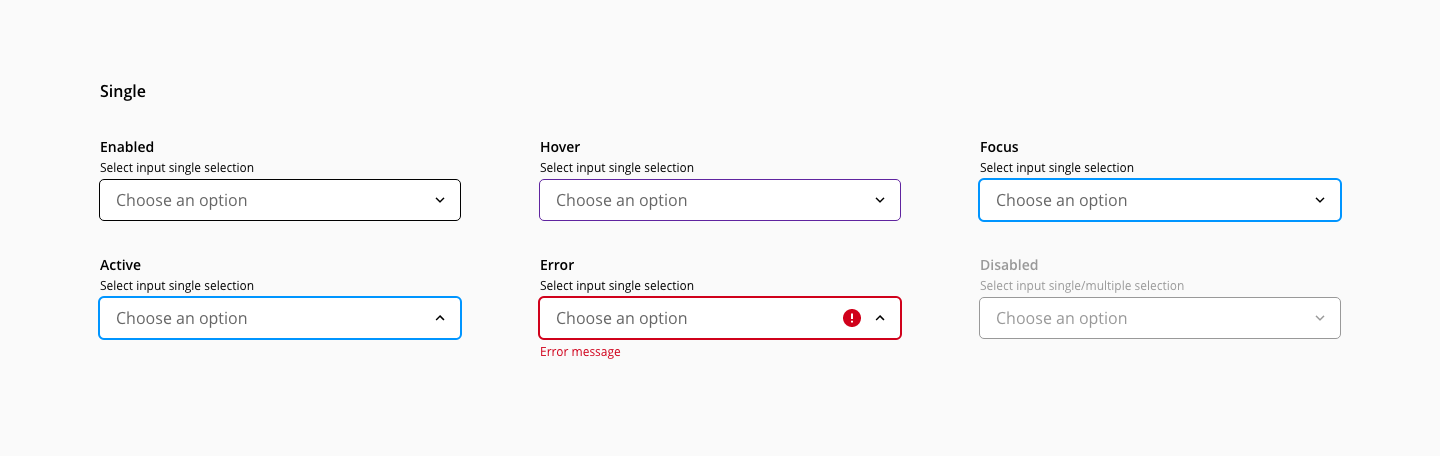 Single
Enabled
Select input single selection
Choose an option
Hover
Select input single selection
Choose an option
Focus
Select input single selection
Choose an option
Active
Select input single selection
Choose an option
Error
Select input single selection
Choose an option
Error message
Disabled
Select input single/multiple selection
Choose an option